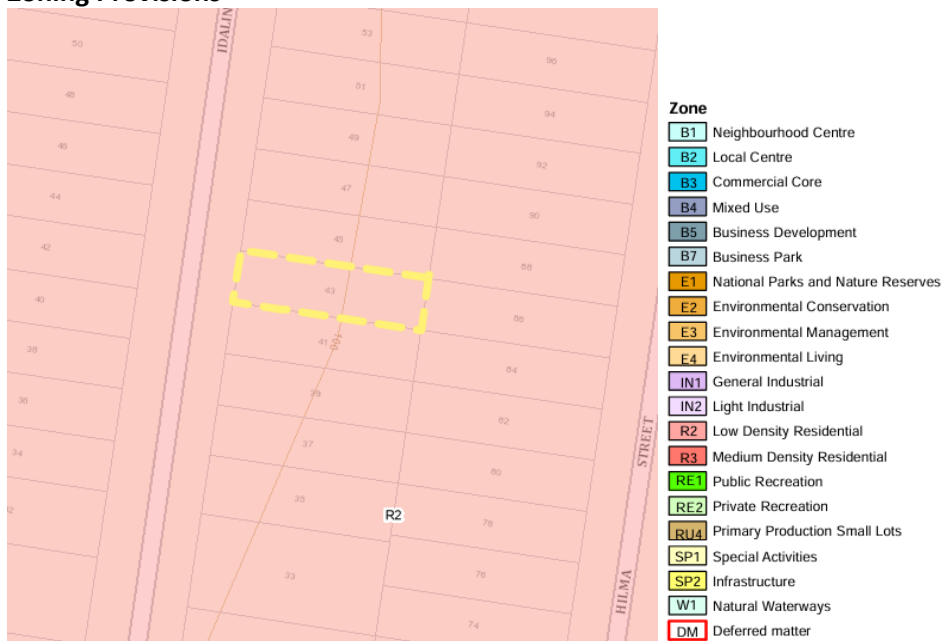 Zoning Provisions
IDALIN
50
53
96
51
48
94
49
46
92
47
44
90
45
42
88
43
40
86
41
100
38
84
39
36
82
STREET
37
34
80
35
R2
78
33
76
HILMA
74
Zone
B1 Neighbourhood Centre
B2 Local Centre
B3 Commercial Core
B4 Mixed Use
B5 Business Development
B7 Business Park
E1 National Parks and Nature Reserves
E2 Environmental Conservation
E3 Environmental Management
E4 Environmental Living
IN1 General Industrial
IN2 Light Industrial
R2 Low Density Residential
R3 Medium Density Residential
RE1 Public Recreation
RE2 Private Recreation
RU4 Primary Production Small Lots
SP1 Special Activities
SP2 Infrastructure
W1 Natural Waterways
DM Deferred matter